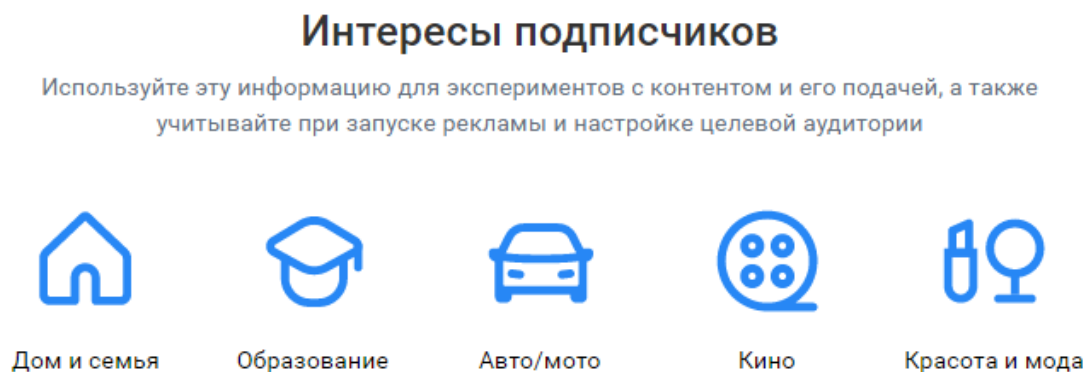 Интересы подписчиков
Используйте эту информацию для экспериментов с контентом и его подачей, а также
учитывайте при запуске рекламы и настройке целевой аудитории
Дом и семья
Образование
Авто/мото
Кино
Красота и мода